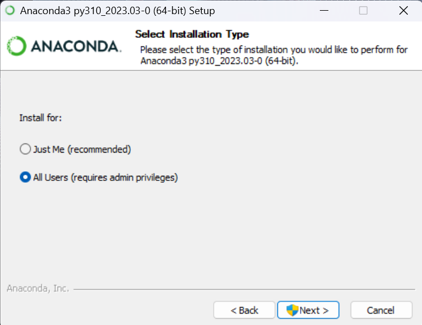 Anaconda3 py310_2023.03-0 (64-bit) Setup
ANACONDA.
Select Installation Type
Please select the type of installation you would like to perform for
Anaconda3 py310_2023.03-0 (64-bit).
Install for:
Just Me (recommended)
All Users (requires admin privileges)
Anaconda, Inc.
< Back
Next >
Cancel